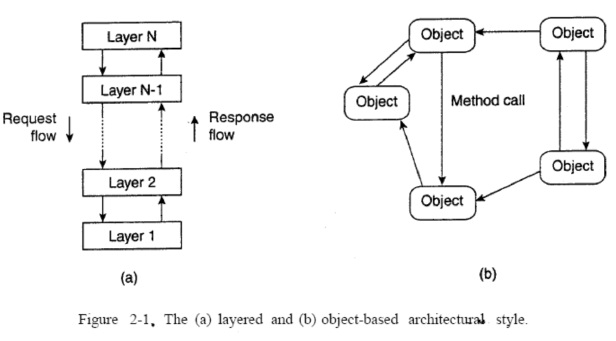 Layer N
Layer N-1
Request
flow
Response
flow
Layer 2
Layer 1
(a)
Object
Object
Object
Method call
Object
Object
(b)
Figure 2-1. The (a) layered and (b) object-based architectural style.